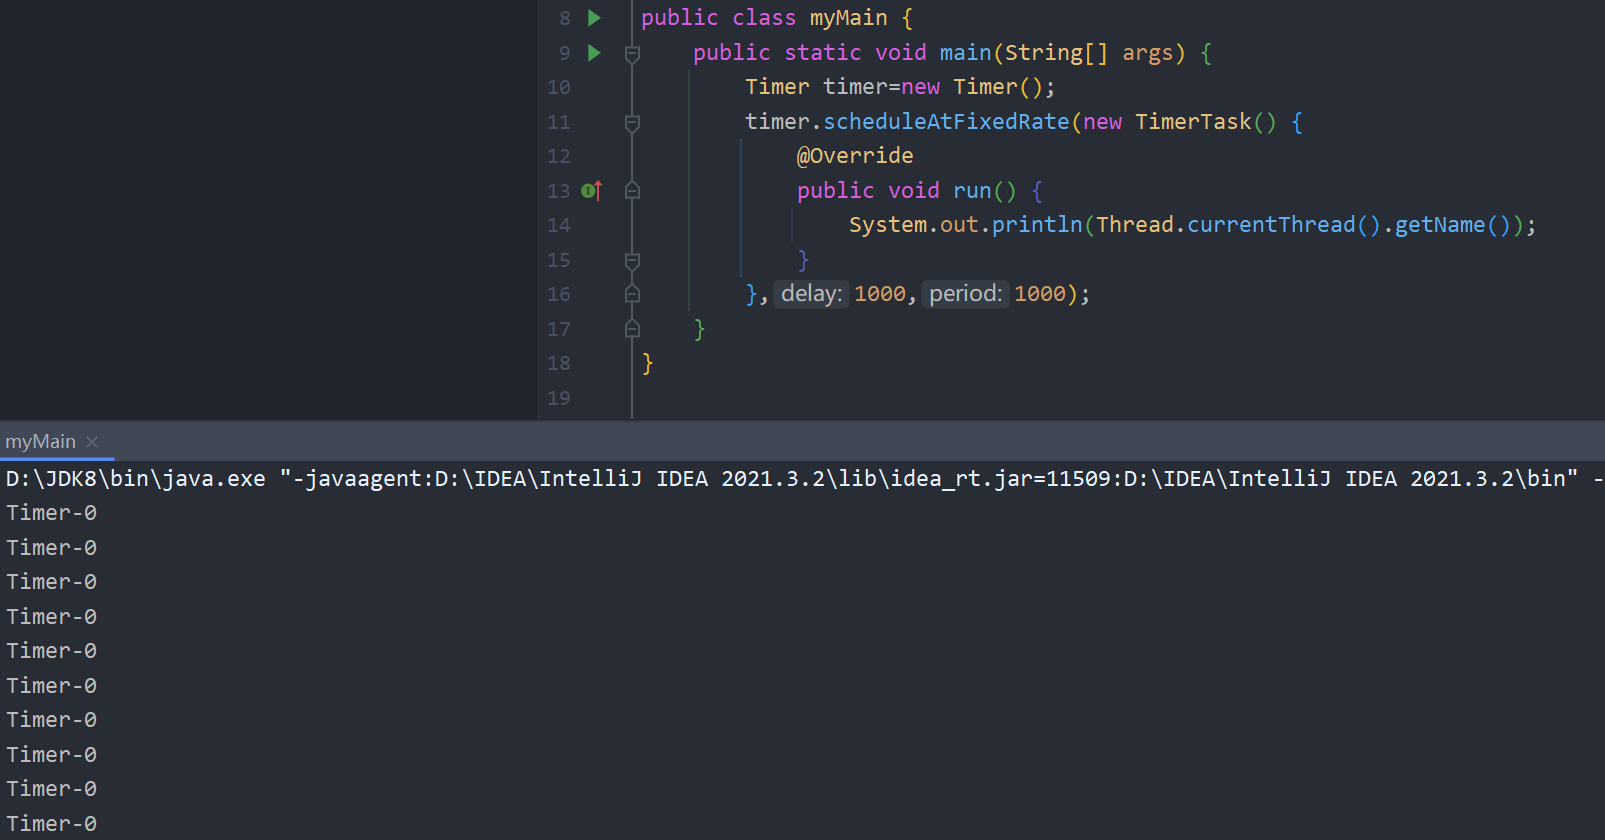 8 public class myMain {
9 public static void main(String[] args) {
10 Timer timer=new Timer();
11 timer.scheduleAtFixedRate(new TimerTask() {
12 @Override
13 public void run() {
14 System.out.println(Thread.currentThread().getName());
15 }
16 }, delay: 1000, period: 1000);
17 }
18 }
19
myMain ×
D:\JDK8\bin\java.exe "-javaagent:D:\IDEA\IntelliJ IDEA 2021.3.2\lib\idea_rt.jar=11509:D:\IDEA\IntelliJ IDEA 2021.3.2\bin" -
Timer-0
Timer-0
Timer-0
Timer-0
Timer-0
Timer-0
Timer-0
Timer-0
Timer-0
Timer-0